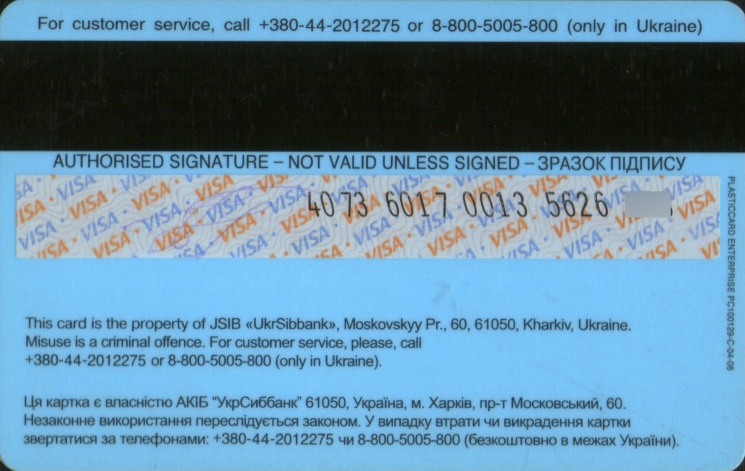 For customer service, call +380-44-2012275 or 8-800-5005-800 (only in Ukraine)
AUTHORISED SIGNATURE – NOT VALID UNLESS SIGNED – ЗРАЗОК ПІДПИСУ
VISA
4073 6017 0013 5626
PLASTICCARD ENTERPRISE PC100129-C-04-06
This card is the property of JSIB «UkrSibbank», Moskovskyy Pr., 60, 61050, Kharkiv, Ukraine.
Misuse is a criminal offence. For customer service, please, call
+380-44-2012275 or 8-800-5005-800 (only in Ukraine).
Ця картка є власністю АКІБ “УкрСиббанк” 61050, Україна, м. Харків, пр-т Московський, 60.
Незаконне використання переслідується законом. У випадку втрати чи викрадення картки
звертатися за телефонами: +380-44-2012275 чи 8-800-5005-800 (безкоштовно в межах України).